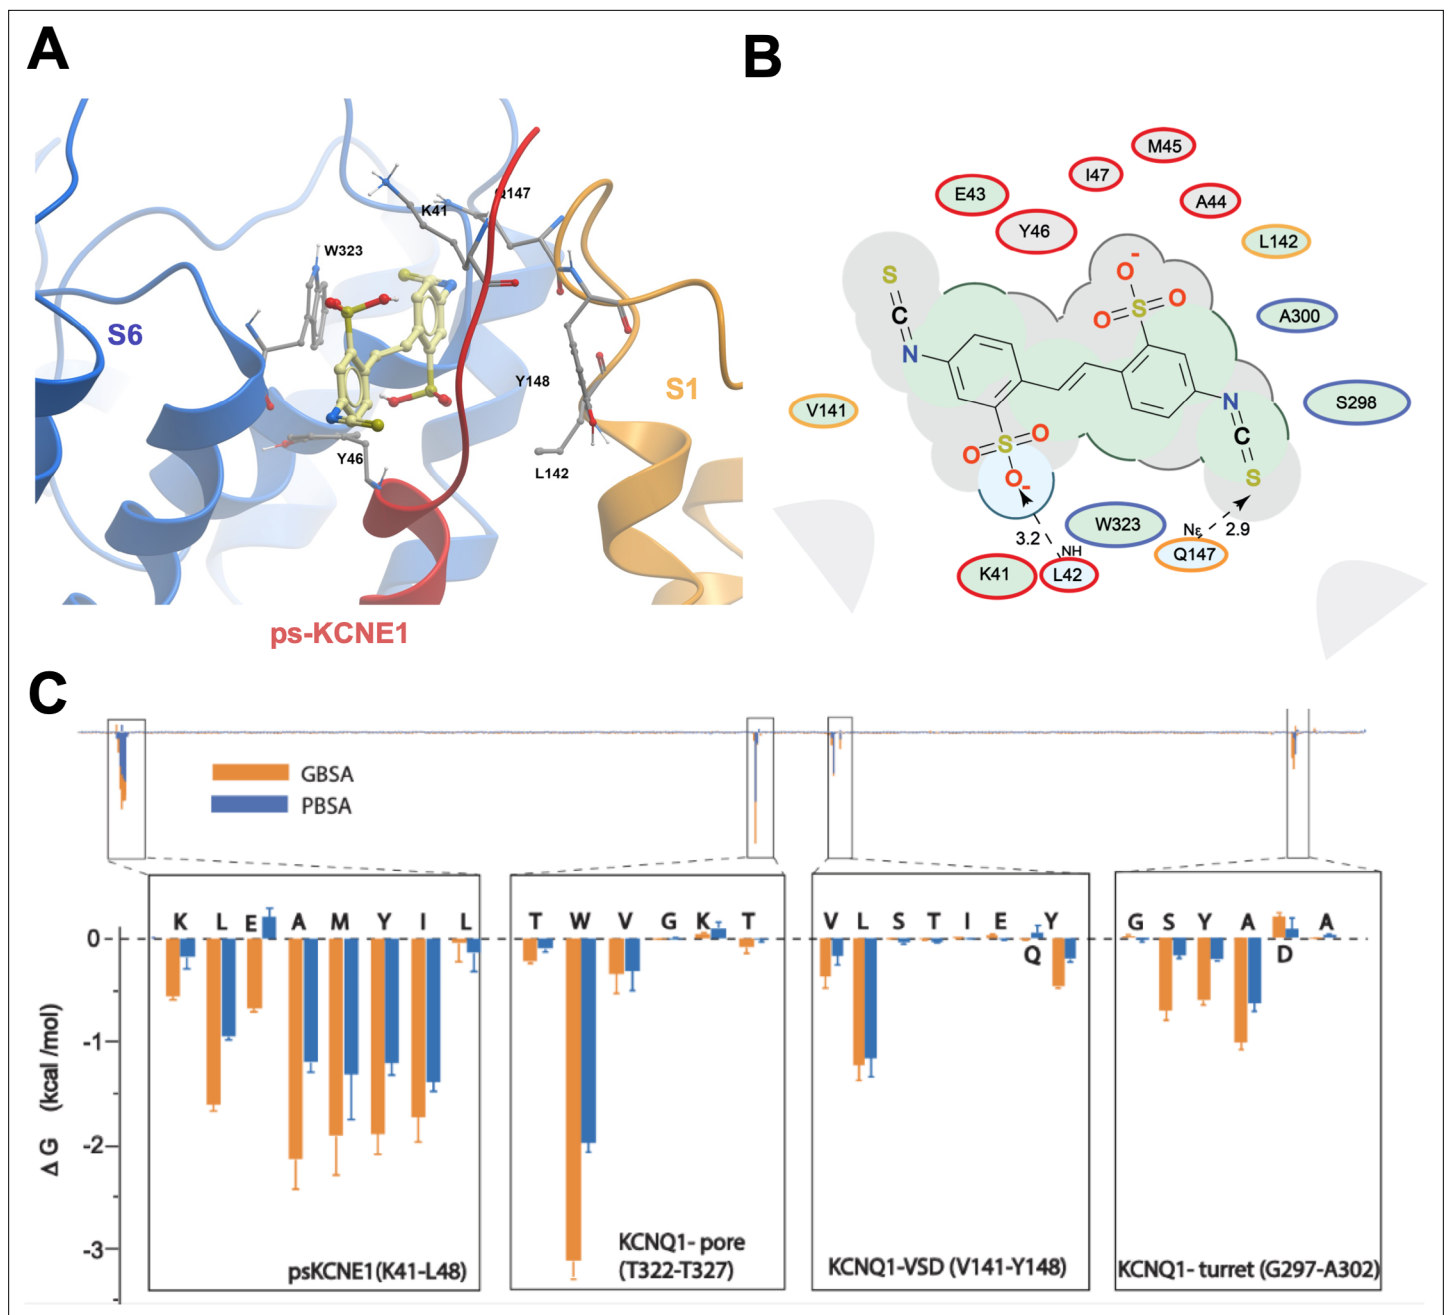 A
K41
Q147
W323
S6
Y148
S1
Y46
L142
ps-KCNE1
B
M45
I47
E43
A44
Y46
L142
A300
S298
V141
S
C
N
O-
S
O
O
N
C
S
S
O
O
O-
3.2
NH
W323
Nε
2.9
Q147
K41
L42
C
GBSA
PBSA
K L E A M Y I L
T W V G K T
V L S T I E Q Y
G S Y A D A
0
-1
-2
-3
ΔG (kcal /mol)
psKCNE1(K41-L48)
KCNQ1- pore
(T322-T327)
KCNQ1-VSD (V141-Y148)
KCNQ1- turret (G297-A302)